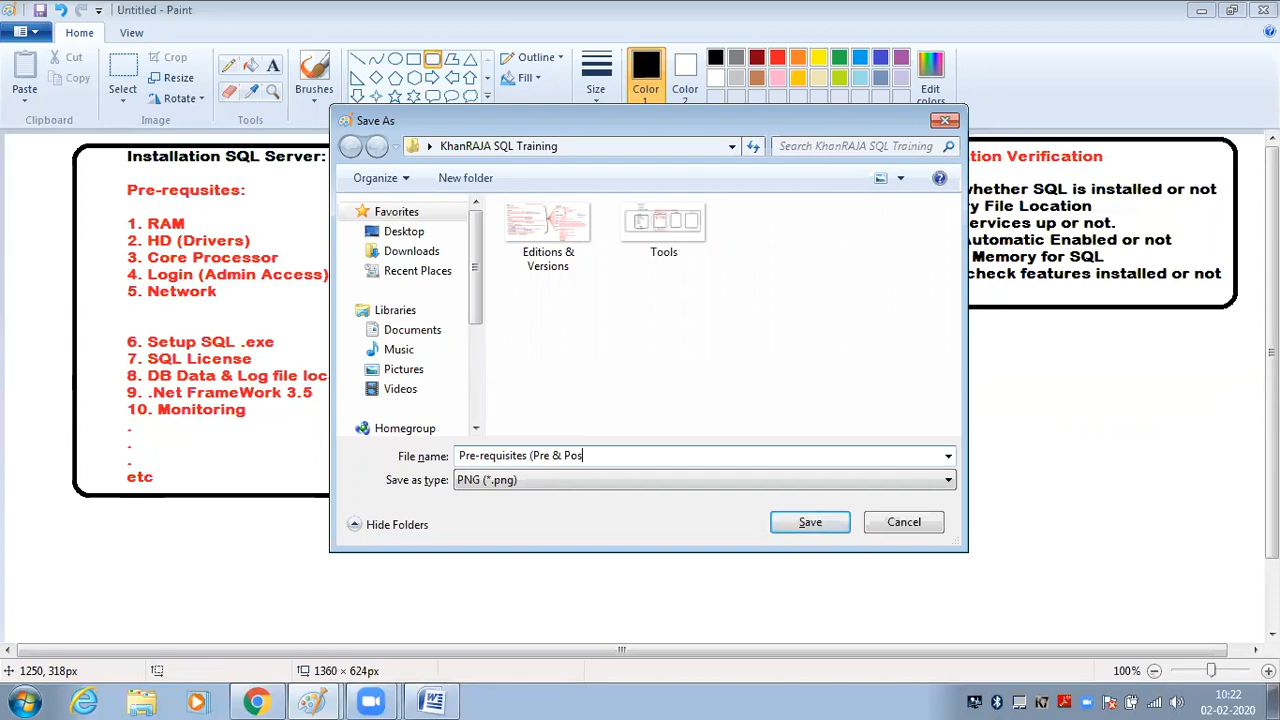 Untitled - Paint
Home
View
Paste
Cut
Copy
Clipboard
Select
Crop
Resize
Rotate
Image
A
Tools
Brushes
Outline
Fill
Size
Color
1
Color
2
Edit
colors
Installation SQL Server:
Pre-requsites:
1. RAM
2. HD (Drivers)
3. Core Processor
4. Login (Admin Access)
5. Network
6. Setup SQL .exe
7. SQL License
8. DB Data & Log file loc
9. .Net FrameWork 3.5
10. Monitoring
.
.
.
etc
Save As
KhanRAJA SQL Training
Search KhanRAJA SQL Training
Organize
New folder
Favorites
Desktop
Downloads
Recent Places
Libraries
Documents
Music
Pictures
Videos
Homegroup
Editions &
Versions
Tools
File name: Pre-requisites (Pre & Pos
Save as type: PNG (*.png)
Hide Folders
Save
Cancel
tion Verification
whether SQL is installed or not
y File Location
ervices up or not.
Automatic Enabled or not
Memory for SQL
check features installed or not
1250, 318px
1360 × 624px
100%
10:22
02-02-2020